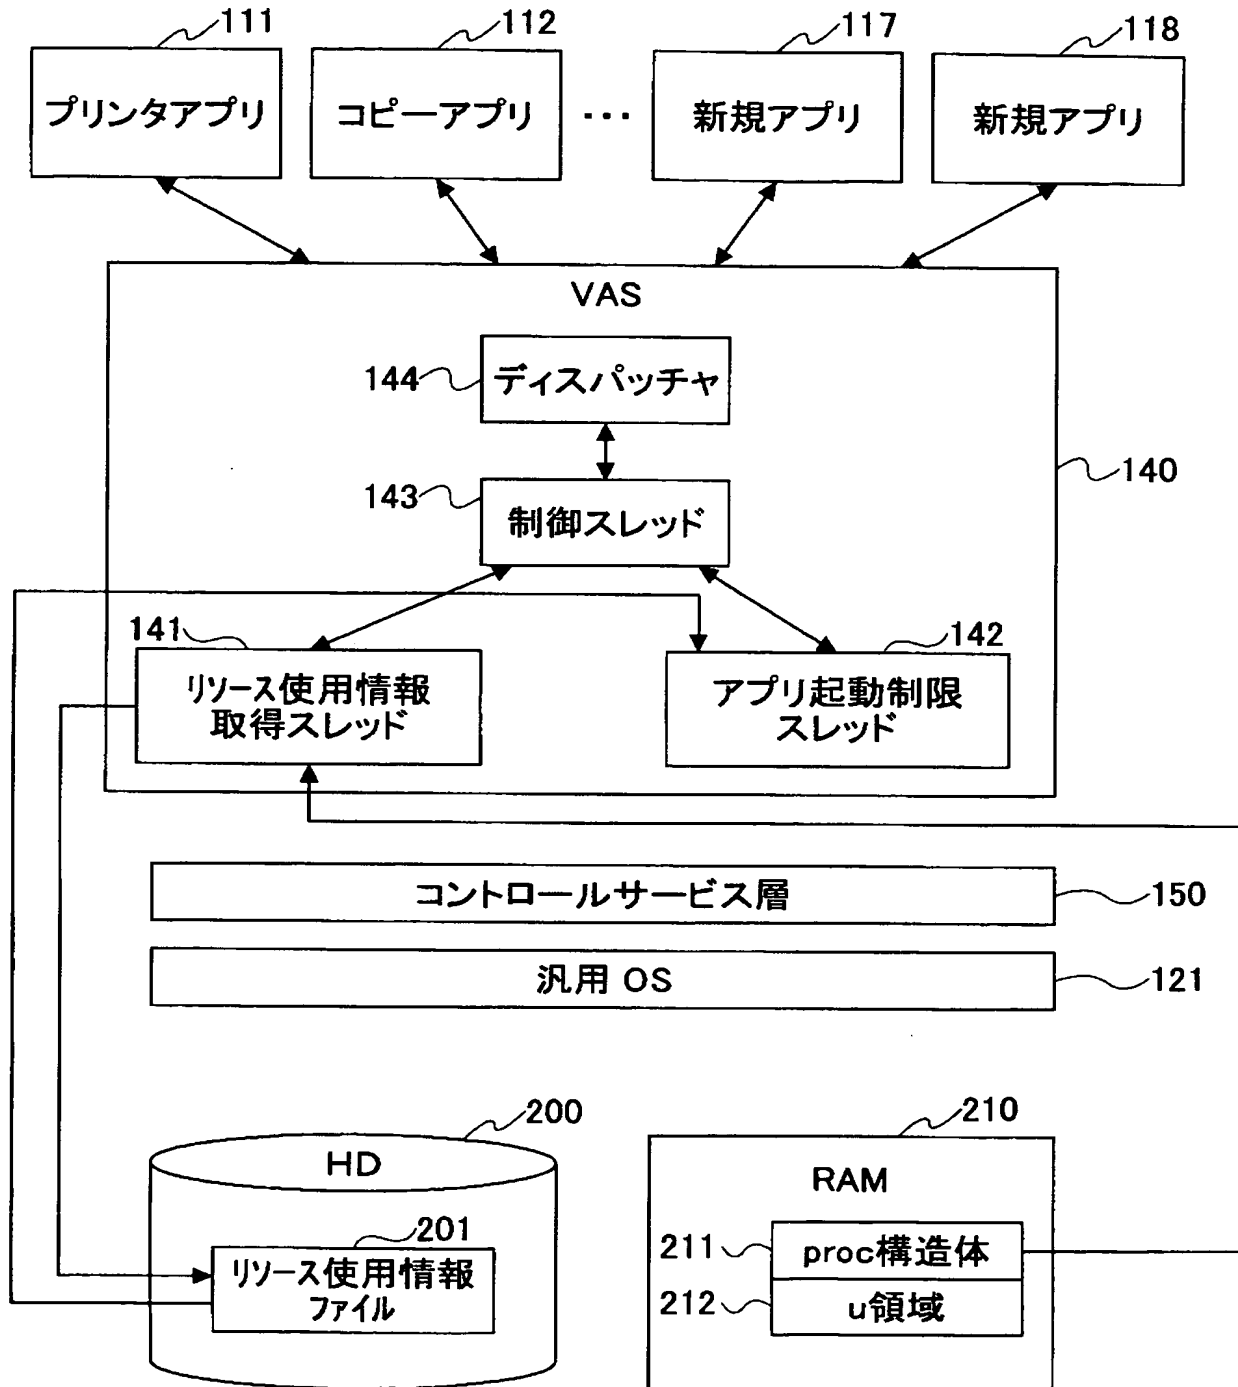 111
112
117
118
プリンタアプリ
コピーアプリ
・・・
新規アプリ
新規アプリ
VAS
144
ディスパッチャ
140
143
制御スレッド
141
142
リソース使用情報
取得スレッド
アプリ起動制限
スレッド
コントロールサービス層
150
汎用 OS
121
200
210
HD
RAM
201
リソース使用情報
ファイル
211
proc構造体
212
u領域